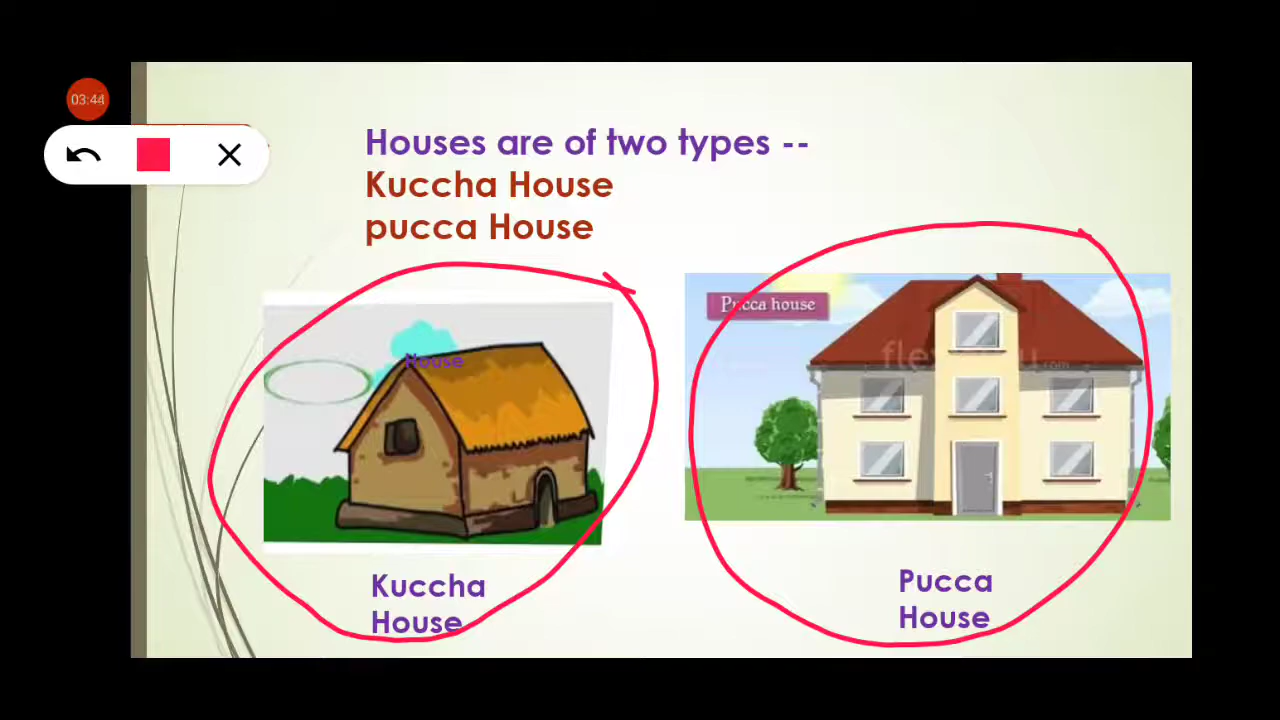 03:44
Houses are of two types --
Kuccha House
pucca House
Pucca house
House
Kuccha
House
Pucca
House